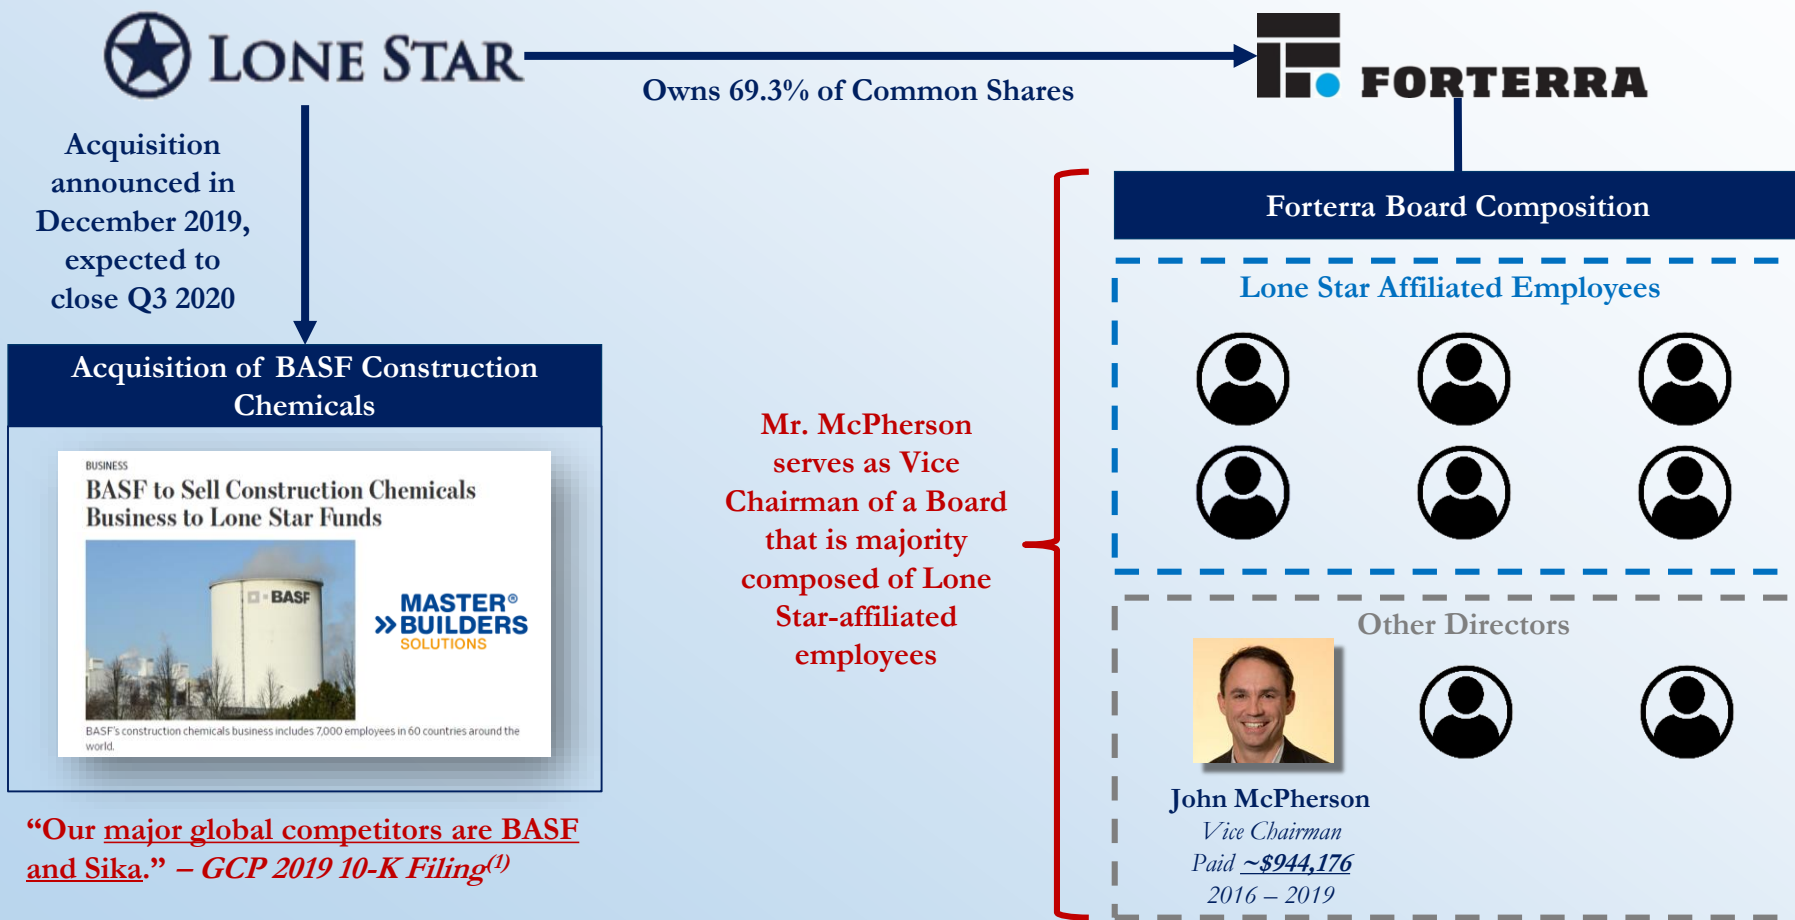 LONE STAR
Owns 69.3% of Common Shares
FORTERRA
Acquisition
announced in
December 2019,
expected to
close Q3 2020
Acquisition of BASF Construction
Chemicals
BUSINESS
BASF to Sell Construction Chemicals
Business to Lone Star Funds
BASF
MASTER®
BUILDERS
SOLUTIONS
BASF's construction chemicals business includes 7,000 employees in 60 countries around the
world.
“Our major global competitors are BASF
and Sika.” – GCP 2019 10-K Filing(1)
Mr. McPherson
serves as Vice
Chairman of a Board
that is majority
composed of Lone
Star-affiliated
employees
Forterra Board Composition
Lone Star Affiliated Employees
Other Directors
John McPherson
Vice Chairman
Paid ~$944,176
2016 – 2019